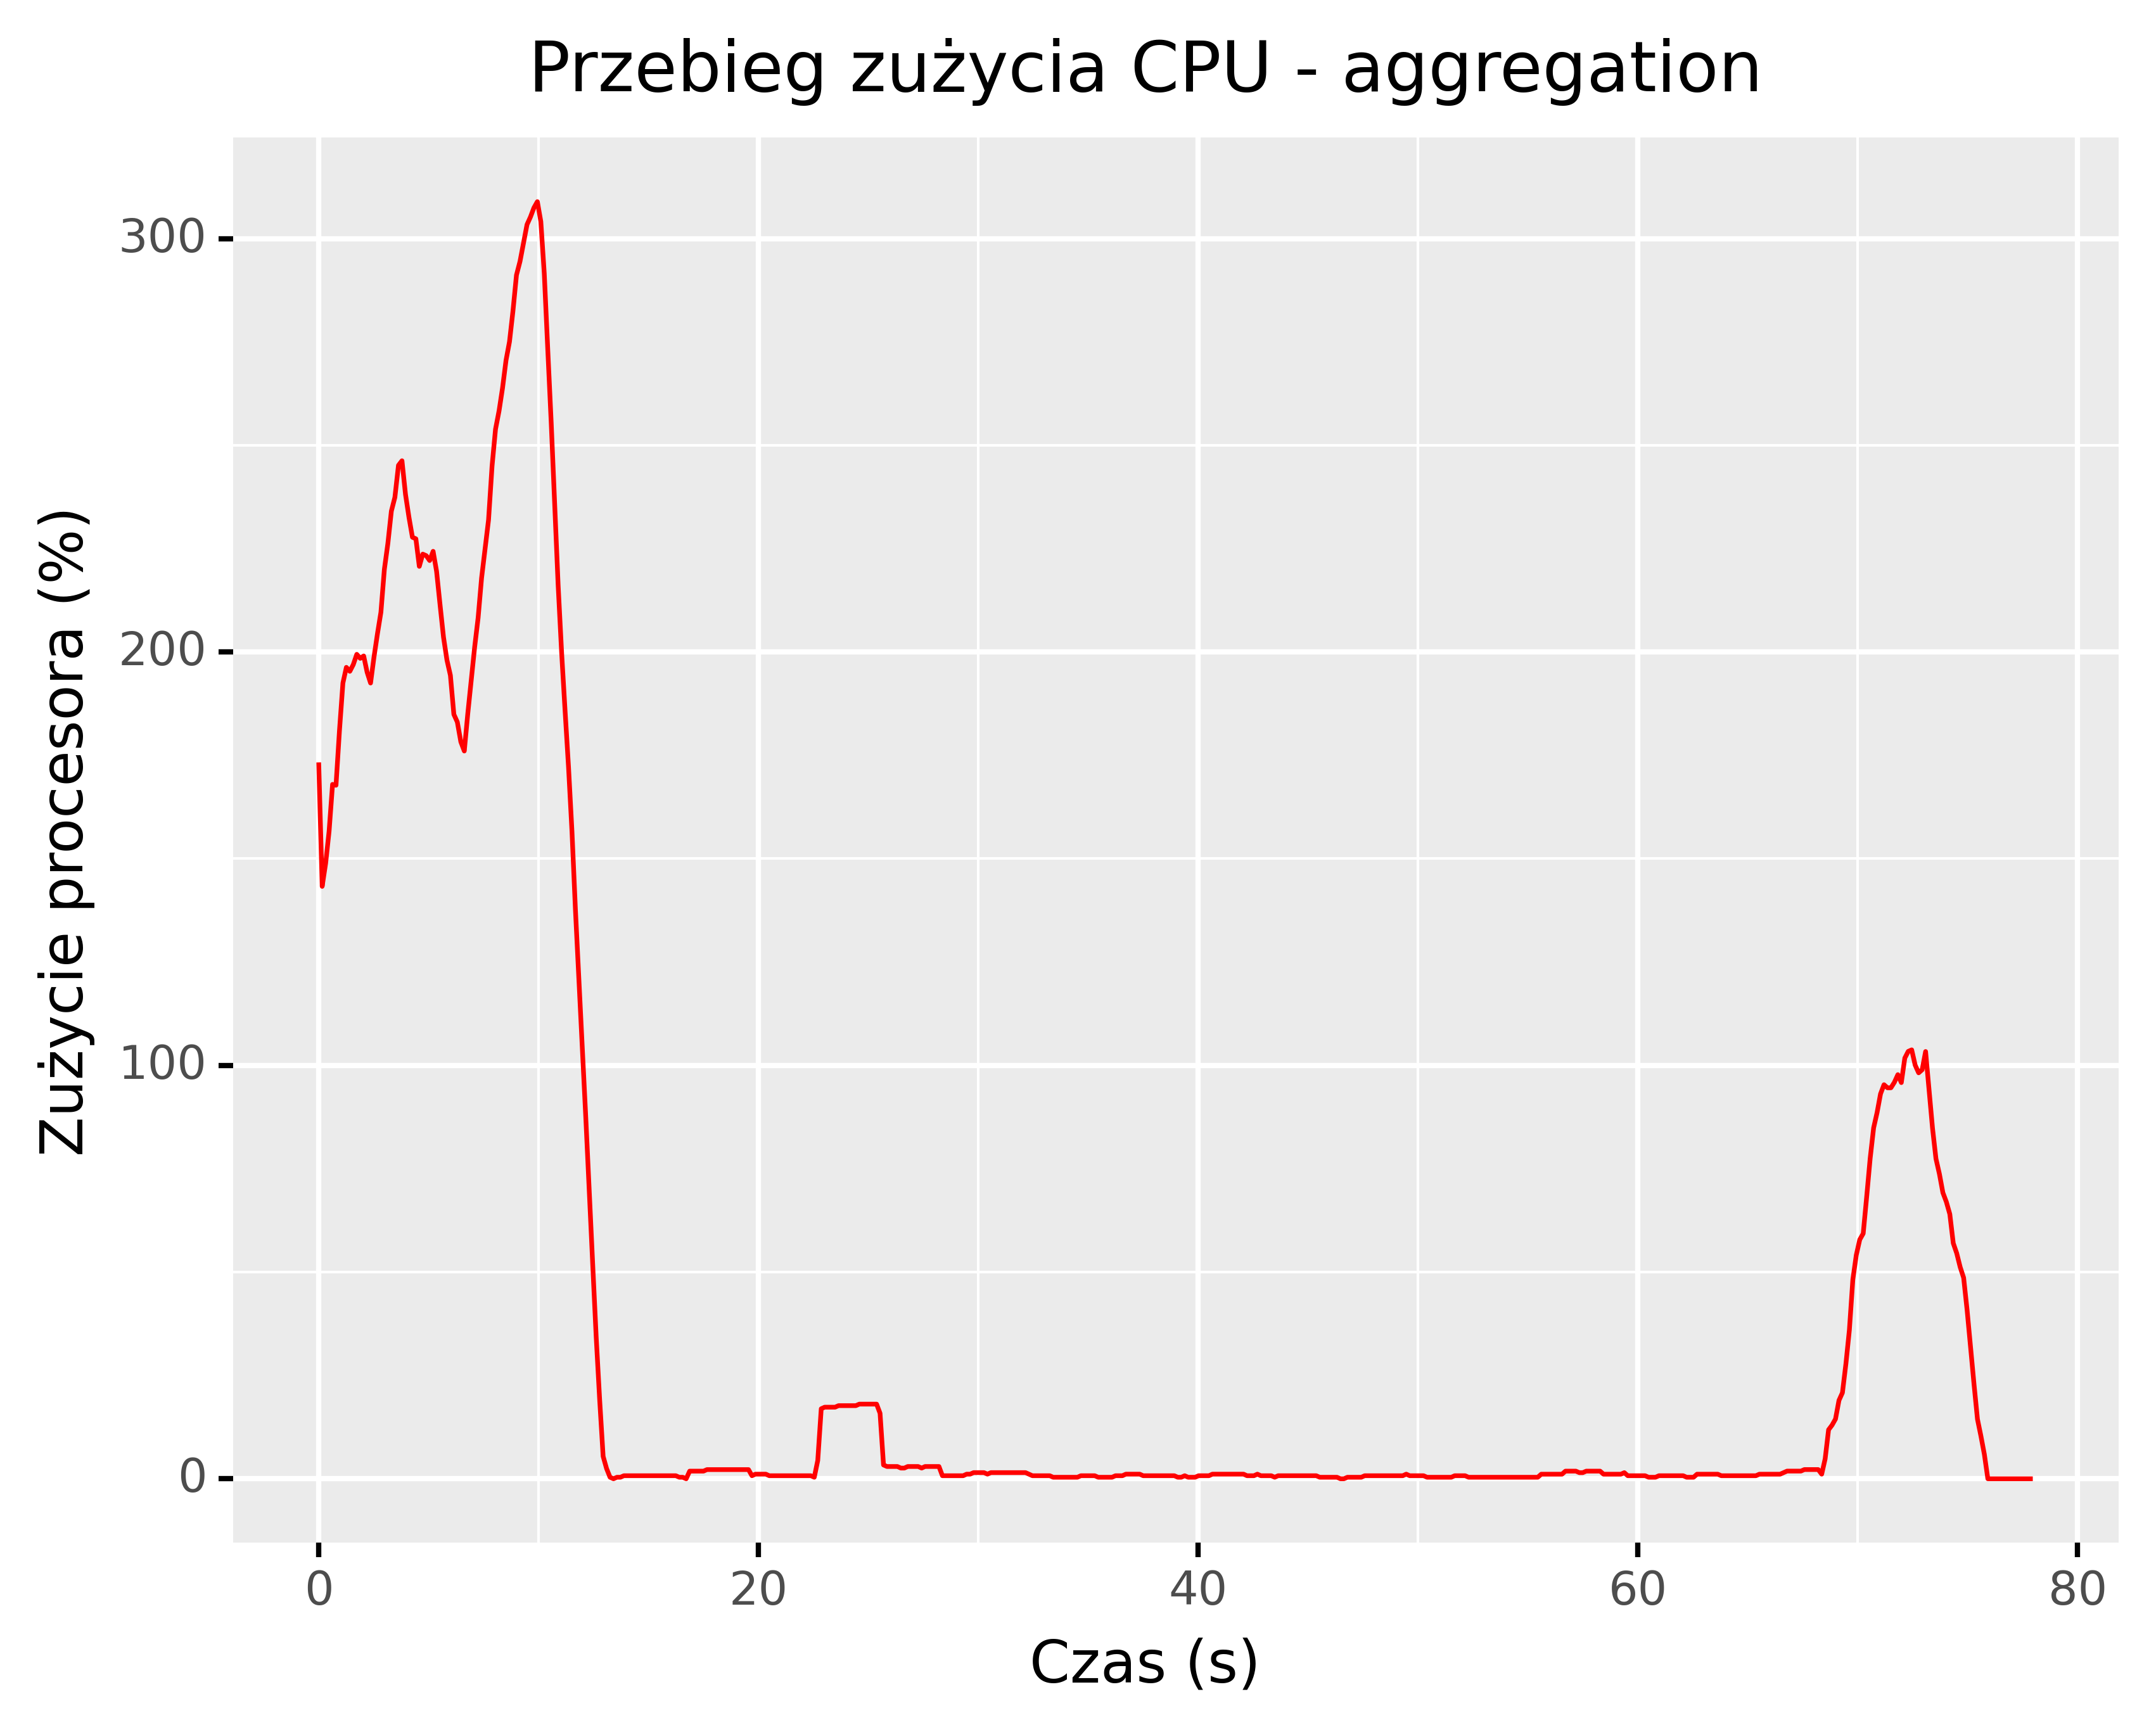 Przebieg zużycia CPU - aggregation
Zużycie procesora (%)
300
200
100
0
0 20 40 60 80
Czas (s)